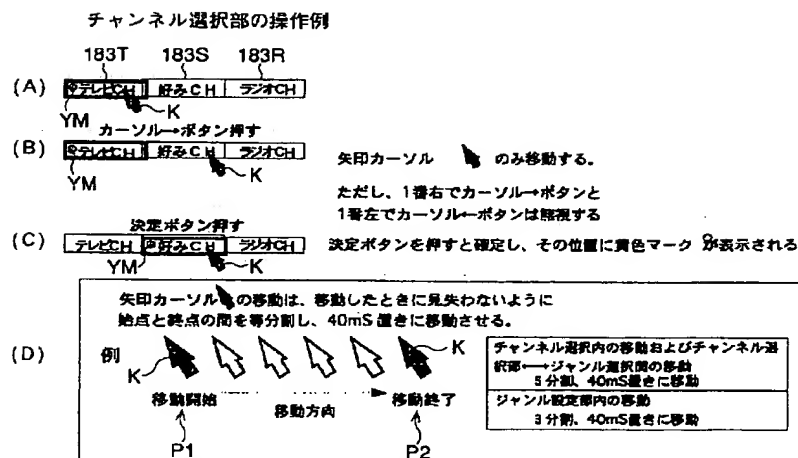 チャンネル選択部の操作例
183T 183S 183R
(A) テレビCH 好みCH ラジオCH
YM K
カーソル→ボタン押す
(B) テレビCH 好みCH ラジオCH
YM K
矢印カーソル のみ移動する。
ただし、1番右でカーソル→ボタンと
1番左でカーソル←ボタンは無視する
決定ボタン押す
(C) テレビCH 好みCH ラジオCH
YM K
決定ボタンを押すと確定し、その位置に黄色マーク が表示される
矢印カーソル の移動は、移動したときに見失わないように
始点と終点の間を等分割し、40mS置きに移動させる。
(D) 例
K K
移動開始 移動方向 移動終了
P1 P2
チャンネル選択内の移動およびチャンネル選
択部←→ジャンル選択間の移動
5分割、40mS置きに移動
ジャンル設定部内の移動
3分割、40mS置きに移動